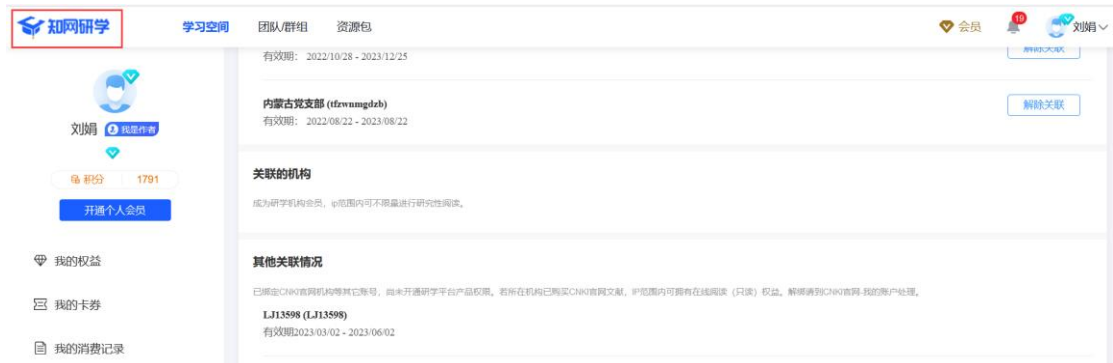 知网研学 学习空间 团队/群组 资源包 会员 19 刘娟
有效期： 2022/10/28 - 2023/12/25 解除关联
内蒙古党支部 (tfzwnmgdzb) 解除关联
有效期： 2022/08/22 - 2023/08/22
刘娟 我是作者
积分 1791
开通个人会员
关联的机构
成为研学机构会员，ip范围内可不限量进行研究性阅读。
我的权益
其他关联情况
已绑定CNKI官网机构等其它账号，尚未开通研学平台产品权限。若所在机构已购买CNKI官网文献，IP范围内可拥有在线阅读（只读）权益。解绑请到CNKI官网-我的账户处理。
我的卡券
LJ13598 (LJ13598)
有效期2023/03/02 - 2023/06/02
我的消费记录